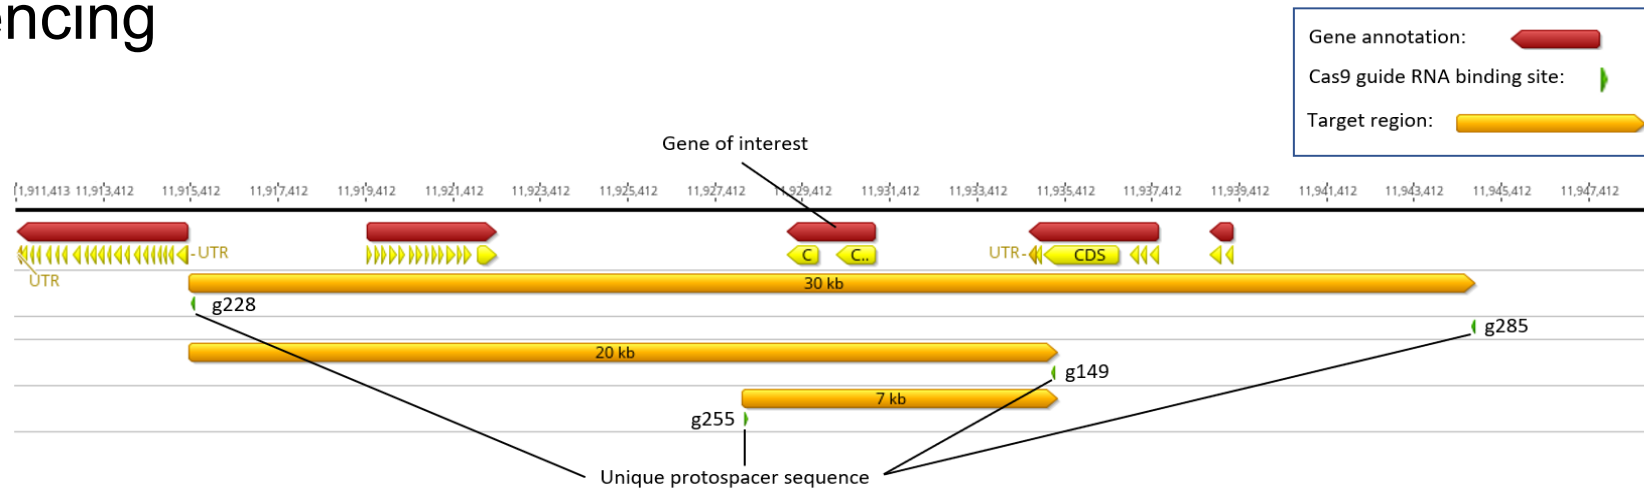 encing
Gene annotation:
Cas9 guide RNA binding site:
Target region:
Gene of interest
11,911,413 11,913,412 11,915,412 11,917,412 11,919,412 11,921,412 11,923,412 11,925,412 11,927,412 11,929,412 11,931,412 11,933,412 11,935,412 11,937,412 11,939,412 11,941,412 11,943,412 11,945,412 11,947,412
UTR C C.. UTR CDS
UTR
30 kb
g228
g285
20 kb
g149
7 kb
g255
Unique protospacer sequence